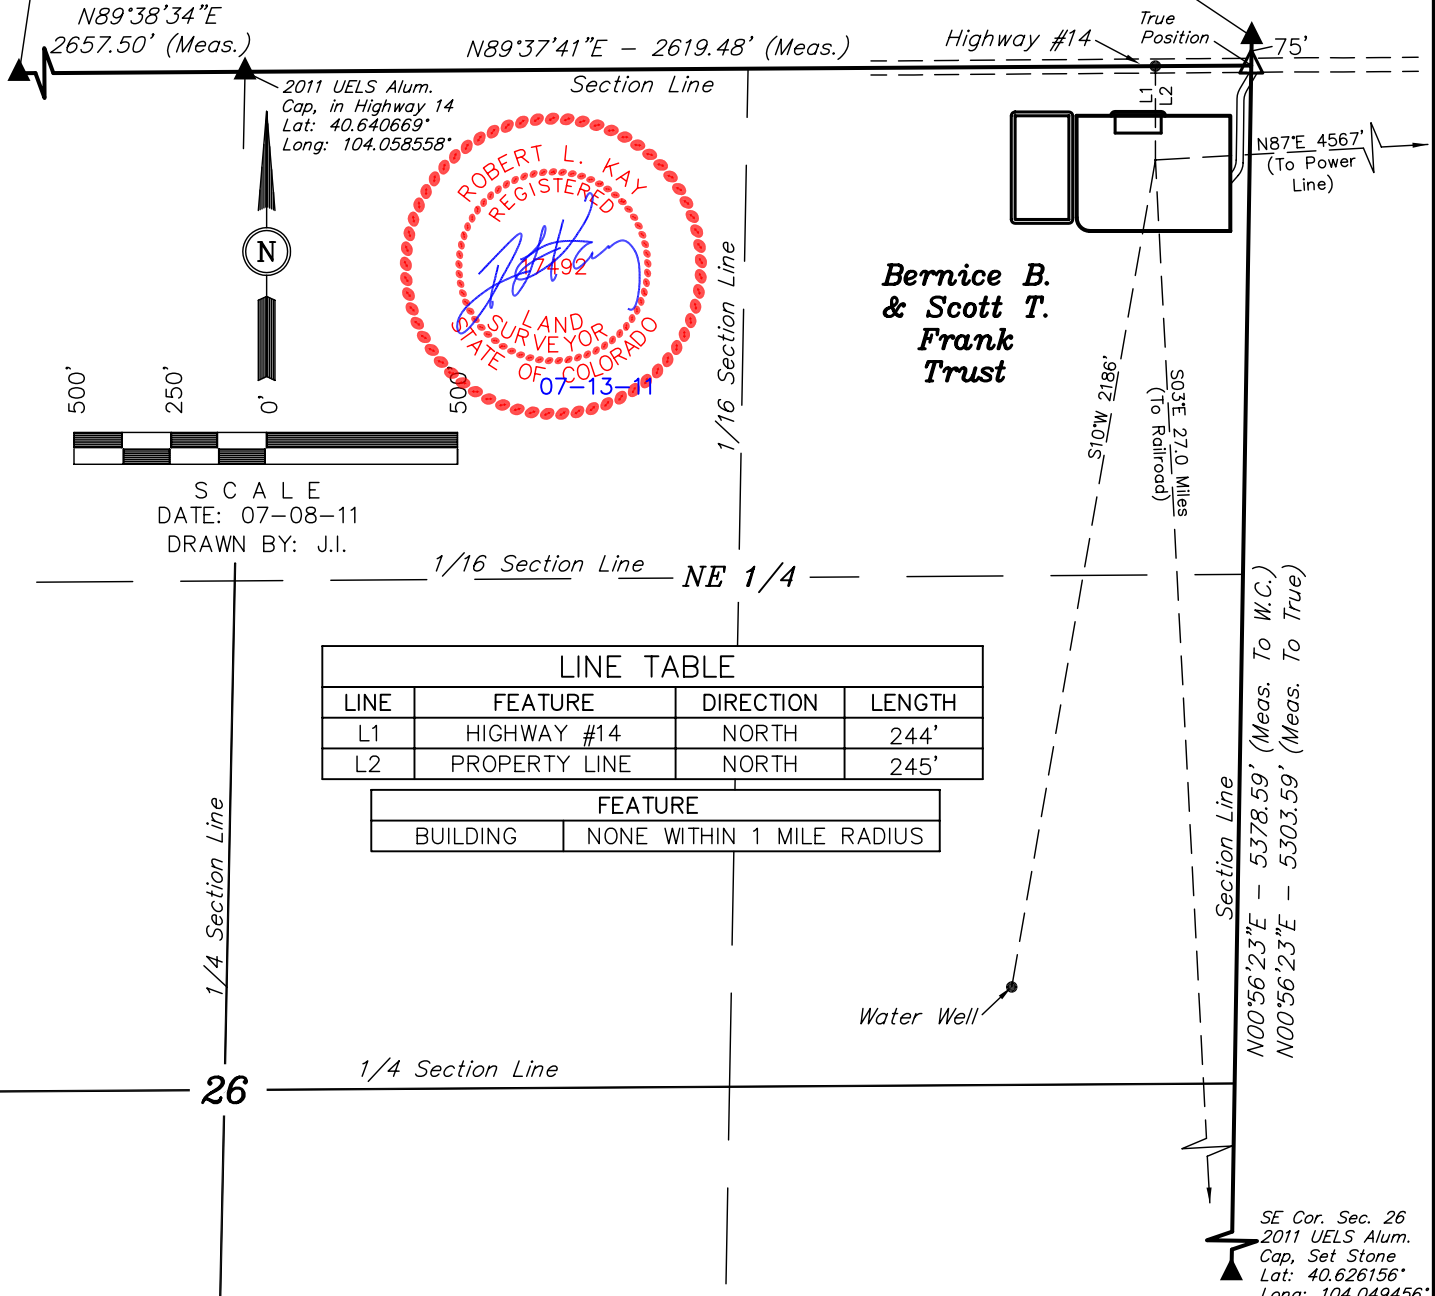 N89°38'34"E
2657.50' (Meas.)
N89°37'41"E - 2619.48' (Meas.)
Section Line
Highway #14
True
Position
75'
2011 UELS Alum.
Cap, in Highway 14
Lat: 40.640669°
Long: 104.058558°
L1
L2
N87°E 4567'
(To Power
Line)
N
ROBERT L. KAY
REGISTERED
17492
LAND
SURVEYOR
STATE OF COLORADO
07-13-11
1/16 Section Line
Bernice B.
& Scott T.
Frank
Trust
S10°W 2186'
S03°E 27.0 Miles
(To Railroad)
500'
250'
0'
500'
SCALE
DATE: 07-08-11
DRAWN BY: J.I.
1/16 Section Line
NE 1/4
LINE TABLE
LINE FEATURE DIRECTION LENGTH
L1 HIGHWAY #14 NORTH 244'
L2 PROPERTY LINE NORTH 245'
FEATURE
BUILDING NONE WITHIN 1 MILE RADIUS
1/4 Section Line
Section Line
N00°56'23"E - 5378.59' (Meas. To W.C.)
N00°56'23"E - 5303.59' (Meas. To True)
Water Well
1/4 Section Line
26
SE Cor. Sec. 26
2011 UELS Alum.
Cap, Set Stone
Lat: 40.626156°
Long: 104.049456°